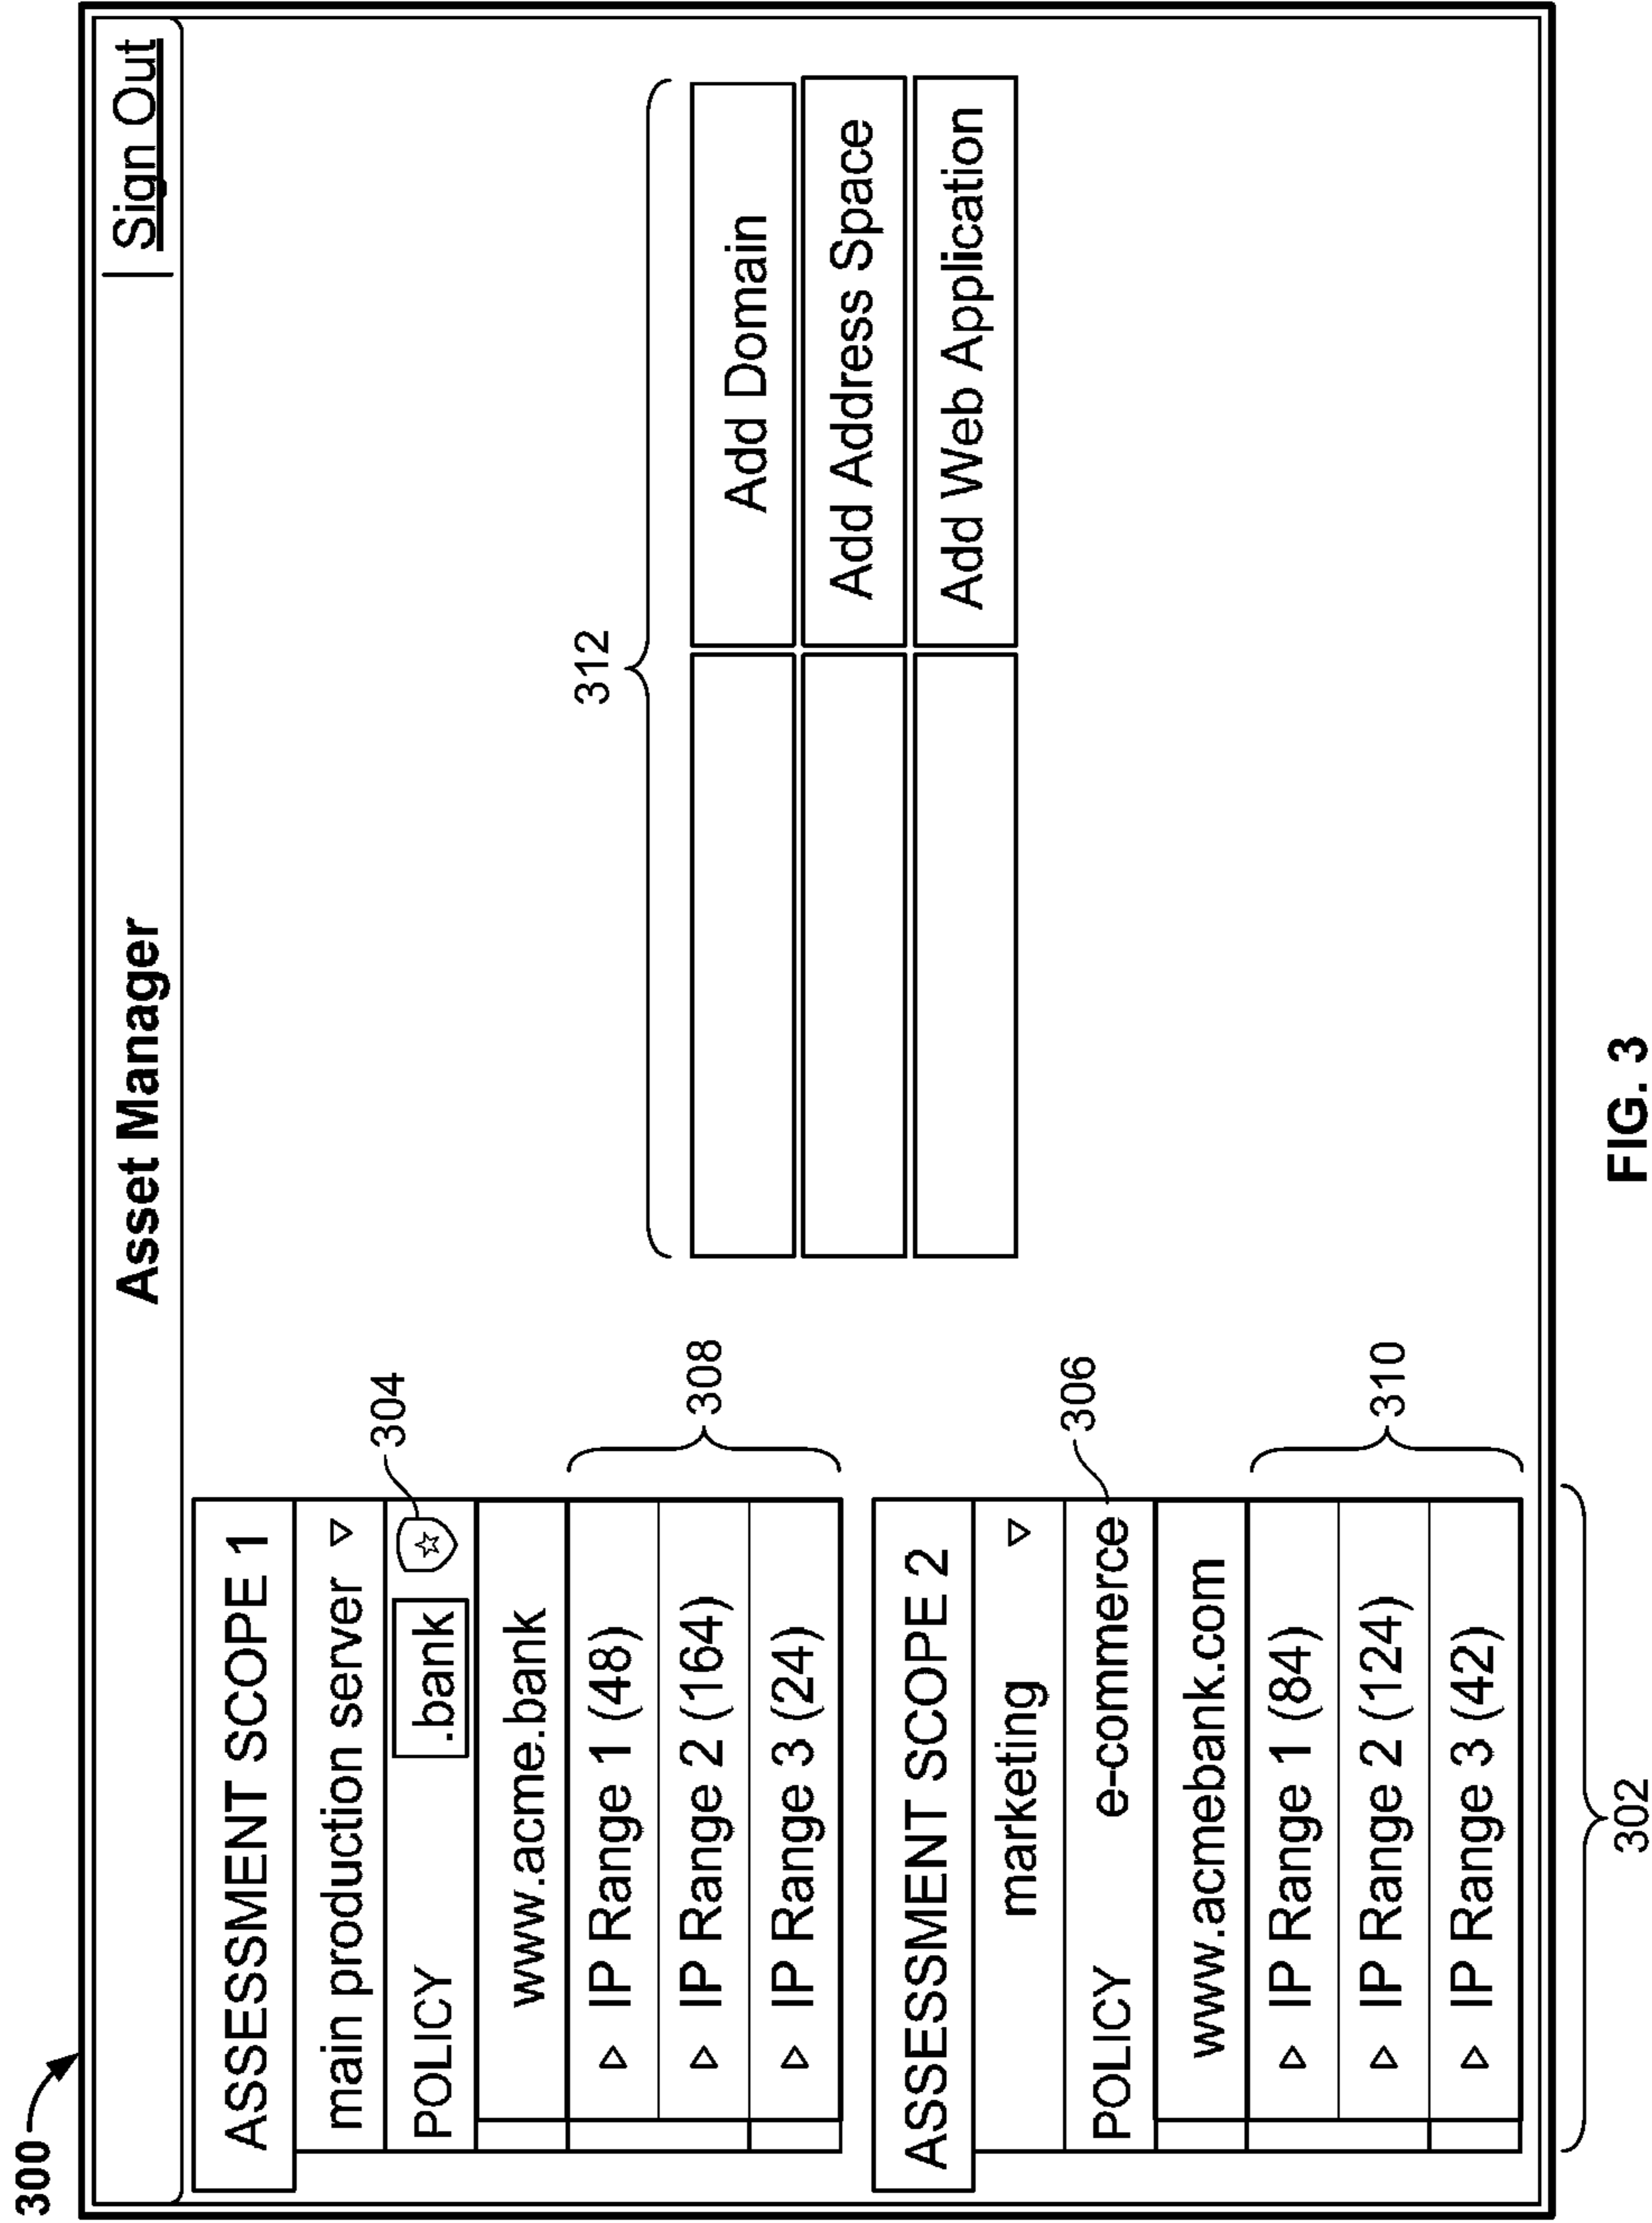 300
Asset Manager
Sign Out
ASSESSMENT SCOPE 1
main production server
304
POLICY .bank
www.acme.bank
IP Range 1 (48)
IP Range 2 (164)
308
IP Range 3 (24)
312
Add Domain
Add Address Space
Add Web Application
ASSESSMENT SCOPE 2
marketing
306
POLICY e-commerce
www.acmebank.com
IP Range 1 (84)
IP Range 2 (124)
310
IP Range 3 (42)
302
FIG. 3